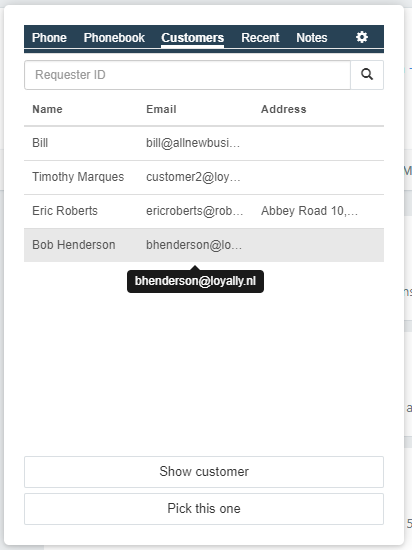 Phone Phonebook Customers Recent Notes
Requester ID
Name Email Address
Bill bill@allnewbusi...
Timothy Marques customer2@loy...
Eric Roberts ericroberts@rob... Abbey Road 10,...
Bob Henderson bhenderson@lo...
bhenderson@loyally.nl
Show customer
Pick this one